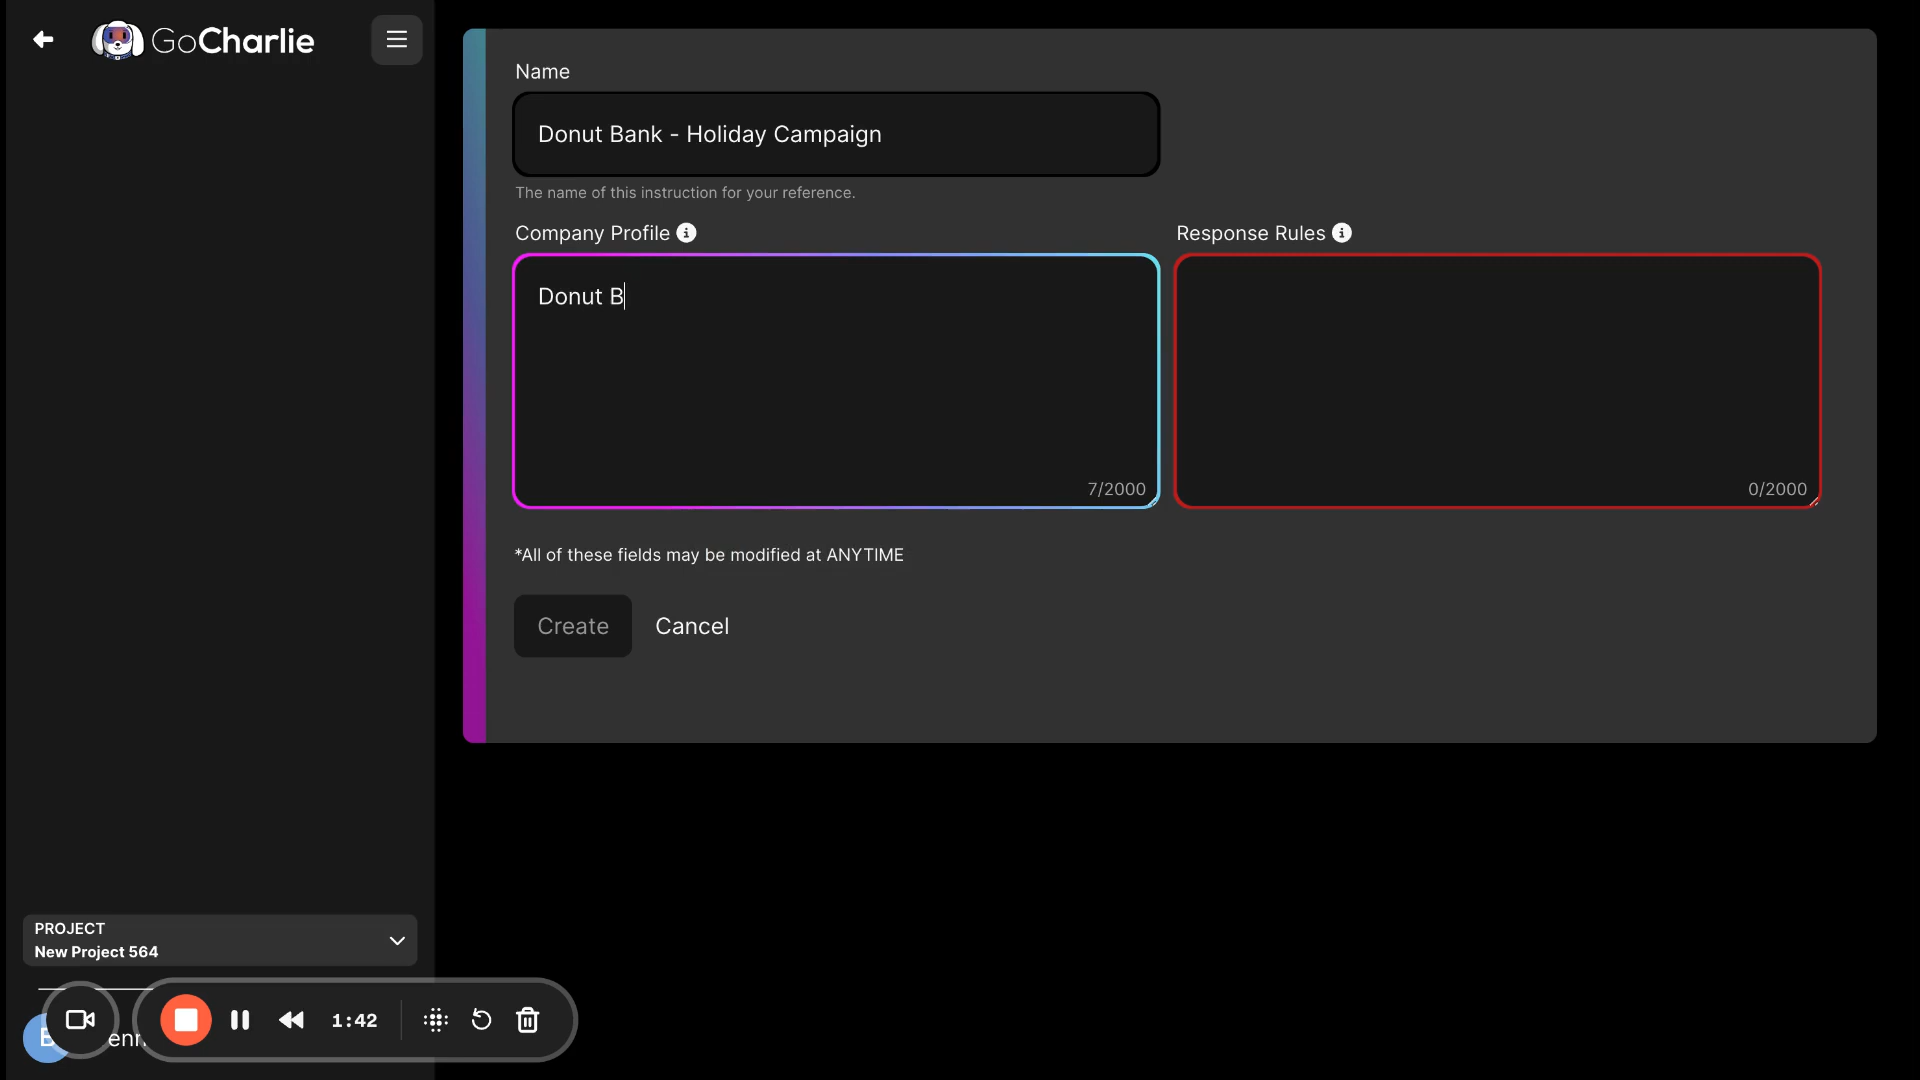 GoCharlie
Name
Donut Bank - Holiday Campaign
The name of this instruction for your reference.
Company Profile
Response Rules
Donut B
7/2000
0/2000
*All of these fields may be modified at ANYTIME
Create
Cancel
PROJECT
New Project 564
1:42